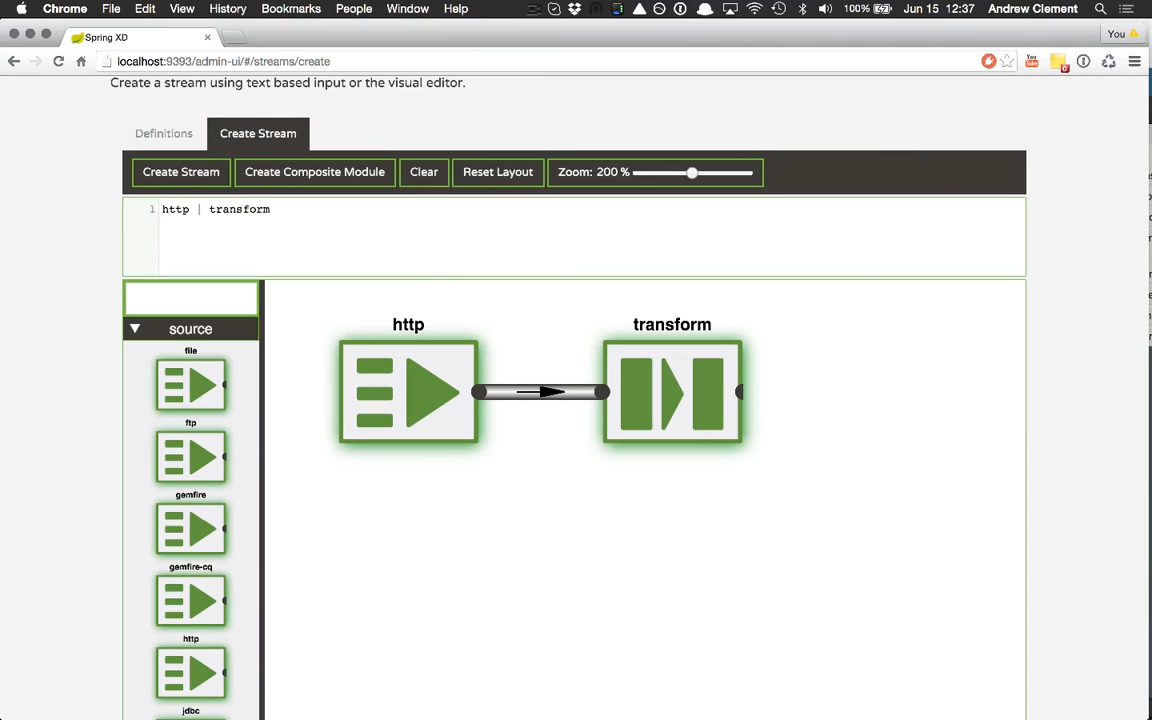 Chrome File Edit View History Bookmarks People Window Help 100% Jun 15 12:37 Andrew Clement
Spring XD
You
localhost:9393/admin-ui/#/streams/create
You
Tube
Create a stream using text based input or the visual editor.
Definitions Create Stream
Create Stream Create Composite Module Clear Reset Layout Zoom: 200 %
1 http | transform
source
file
ftp
gemfire
gemfire-cq
http
jdbc
http transform